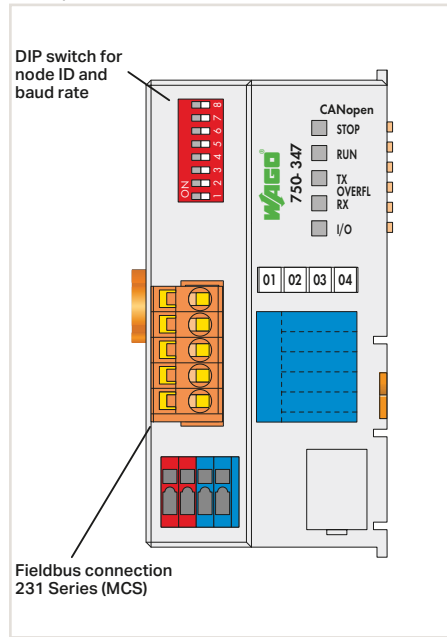 DIP switch for
node ID and
baud rate
ON
1 2 3 4 5 6 7 8
WAGO®
750-347
CANopen
STOP
RUN
TX
OVERFL
RX
I/O
01 02 03 04
Fieldbus connection
231 Series (MCS)